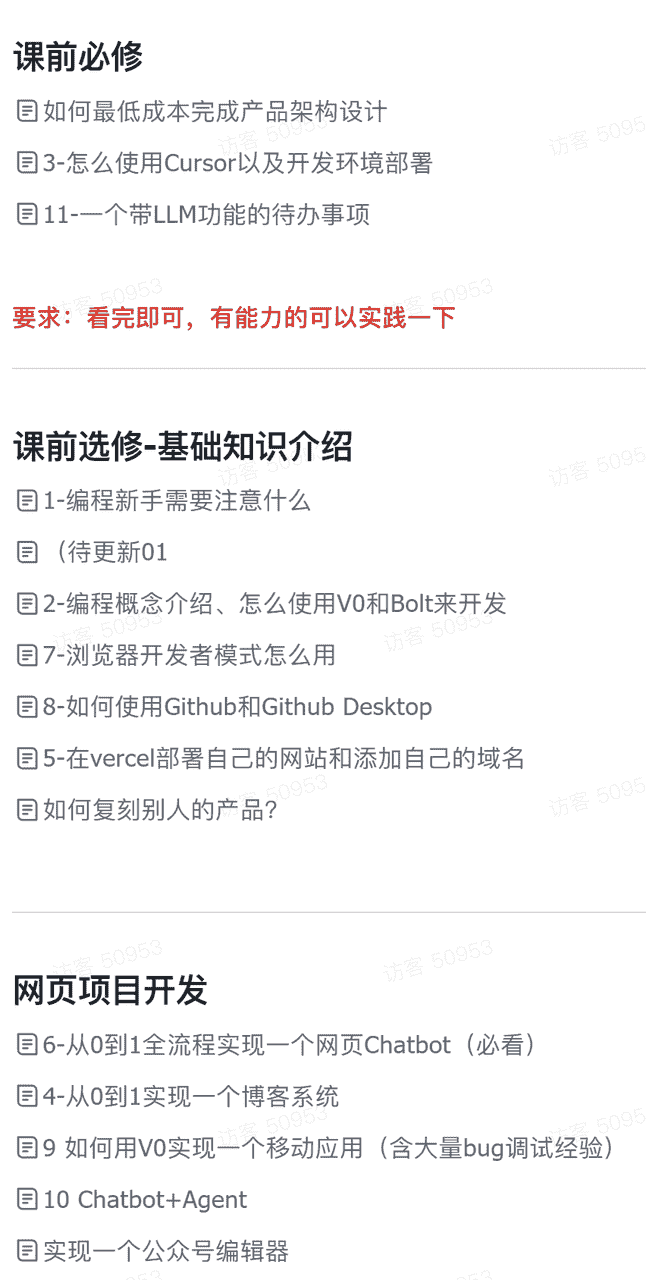 课前必修
如何最低成本完成产品架构设计
3-怎么使用Cursor以及开发环境部署
11-一个带LLM功能的待办事项
要求：看完即可，有能力的可以实践一下
课前选修-基础知识介绍
1-编程新手需要注意什么
（待更新01
2-编程概念介绍、怎么使用V0和Bolt来开发
7-浏览器开发者模式怎么用
8-如何使用Github和Github Desktop
5-在vercel部署自己的网站和添加自己的域名
如何复刻别人的产品？
网页项目开发
6-从0到1全流程实现一个网页Chatbot（必看）
4-从0到1实现一个博客系统
9 如何用V0实现一个移动应用（含大量bug调试经验）
10 Chatbot+Agent
实现一个公众号编辑器
访客 50953